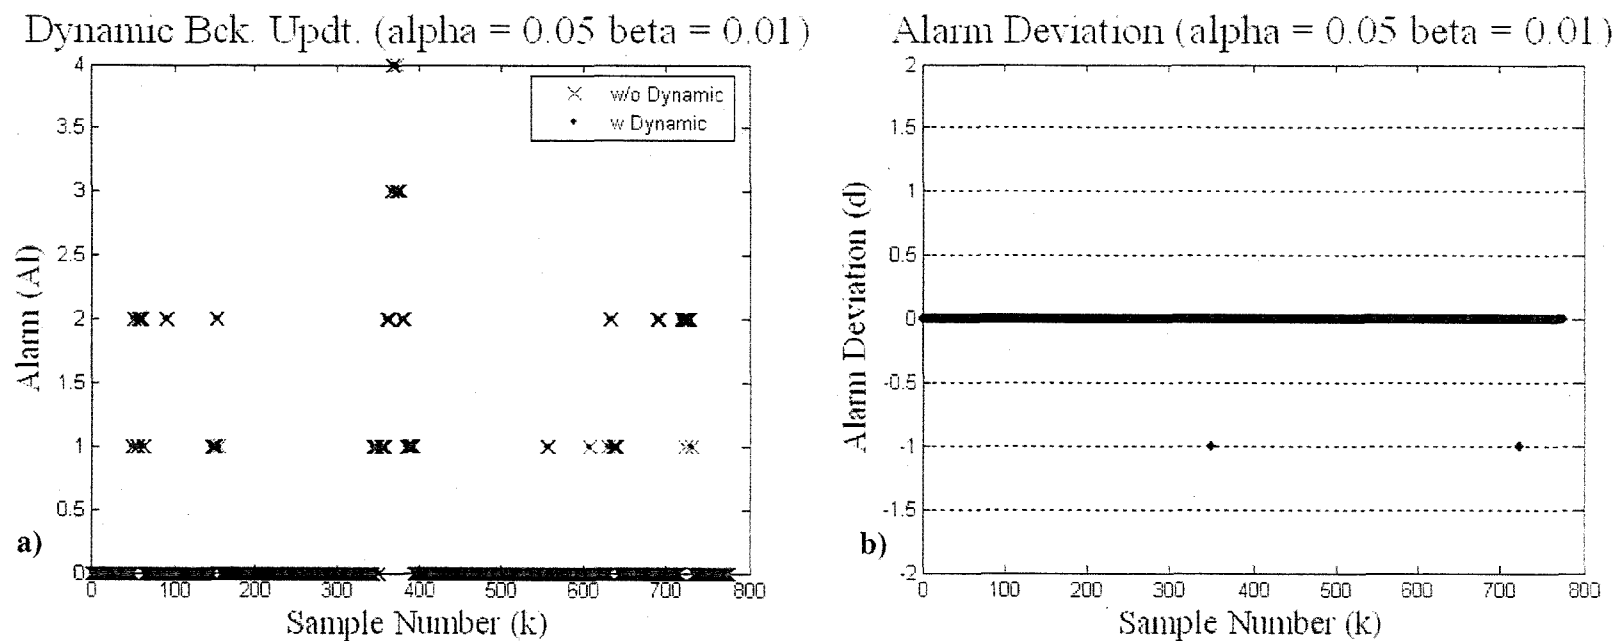 Dynamic Bck. Updt. (alpha = 0.05 beta = 0.01)
4
3.5
3
2.5
2
1.5
1
0.5
0
Alarm (Al)
× w/o Dynamic
w Dynamic
0 100 200 300 400 500 600 700 800
Sample Number (k)
a)
Alarm Deviation (alpha = 0.05 beta = 0.01)
2
1.5
1
0.5
0
-0.5
-1
-1.5
-2
Alarm Deviation (d)
0 100 200 300 400 500 600 700 800
Sample Number (k)
b)